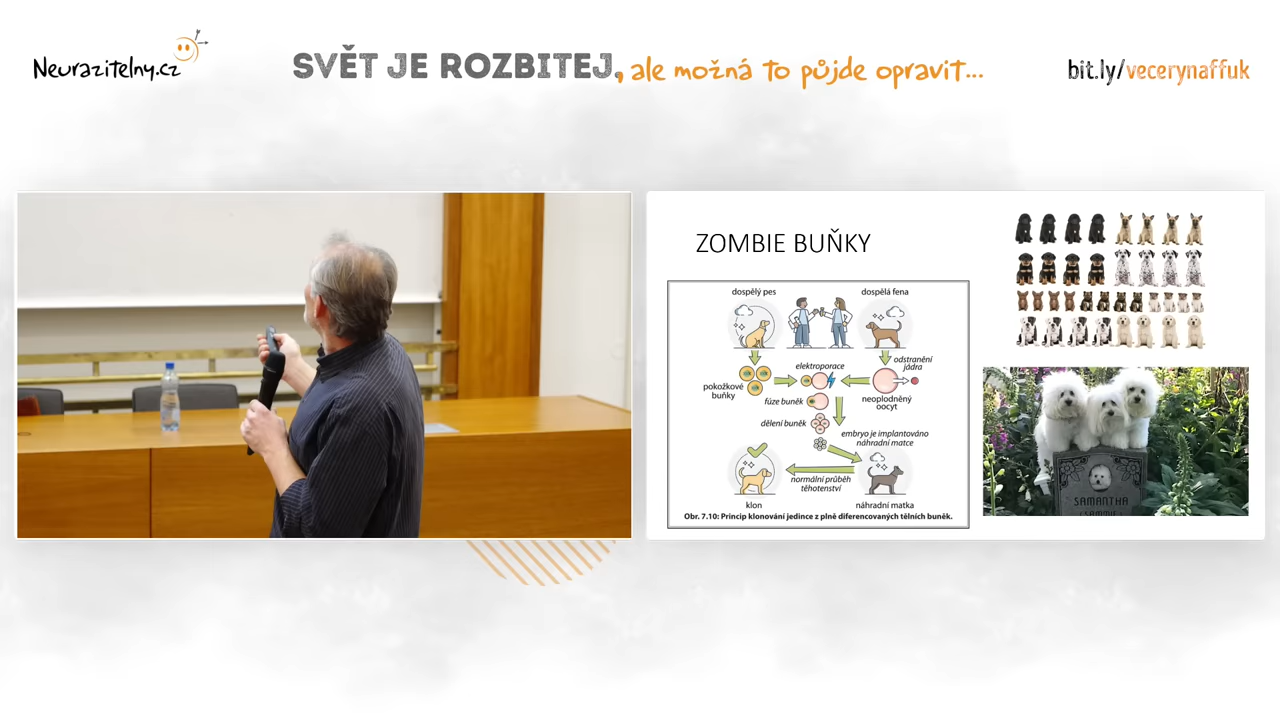 Neurazitelny.cz
SVĚT JE ROZBITEJ, ale možná to půjde opravit...
bit.ly/vecerynaffuk
ZOMBIE BUŇKY
dospělý pes
dospělá fena
odstranění
jádra
elektroporace
pokožkové
buňky
neoplodněný
oocyt
fúze buněk
dělení buněk
embryo je implantováno
náhradní matce
normální průběh
těhotenství
klon
náhradní matka
Obr. 7.10: Princip klonování jedince z plně diferencovaných tělních buněk.
SAMANTHA
(SAMMIE)